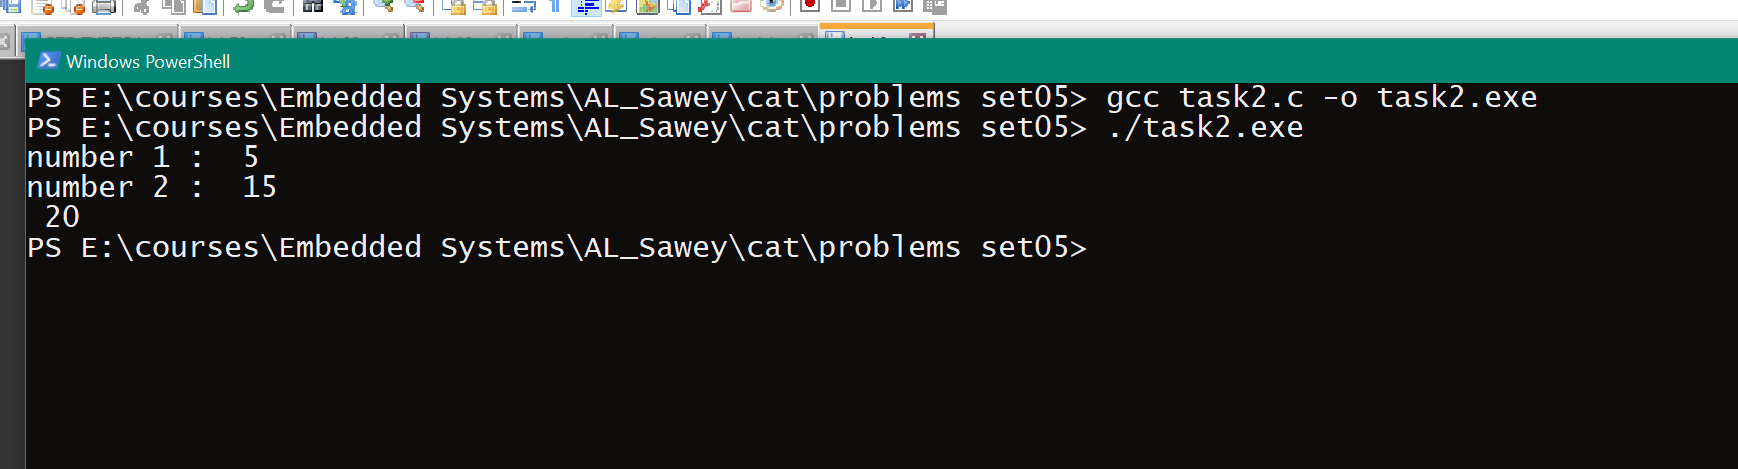 Windows PowerShell
PS E:\courses\Embedded Systems\AL_Sawey\cat\problems set05> gcc task2.c -o task2.exe
PS E:\courses\Embedded Systems\AL_Sawey\cat\problems set05> ./task2.exe
number 1 :  5
number 2 :  15
 20
PS E:\courses\Embedded Systems\AL_Sawey\cat\problems set05>